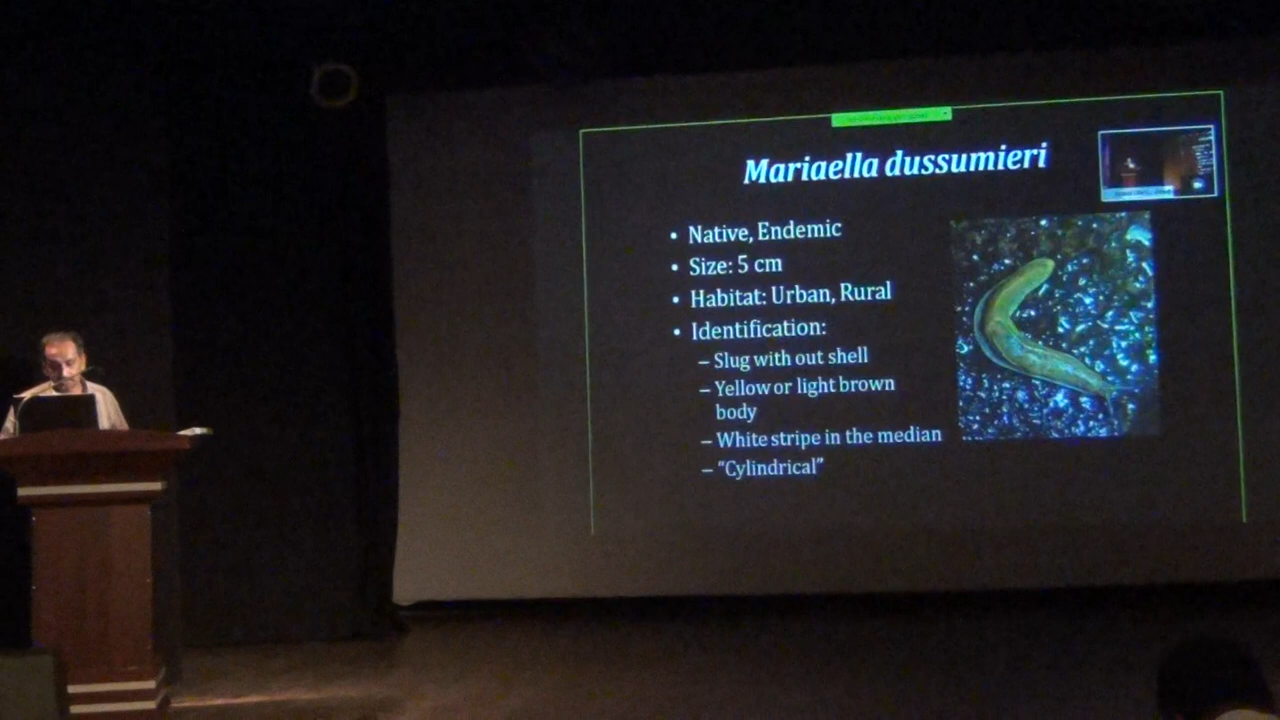 Mariaella dussumieri
• Native, Endemic
• Size: 5 cm
• Habitat: Urban, Rural
• Identification:
– Slug with out shell
– Yellow or light brown
body
– White stripe in the median
– “Cylindrical”